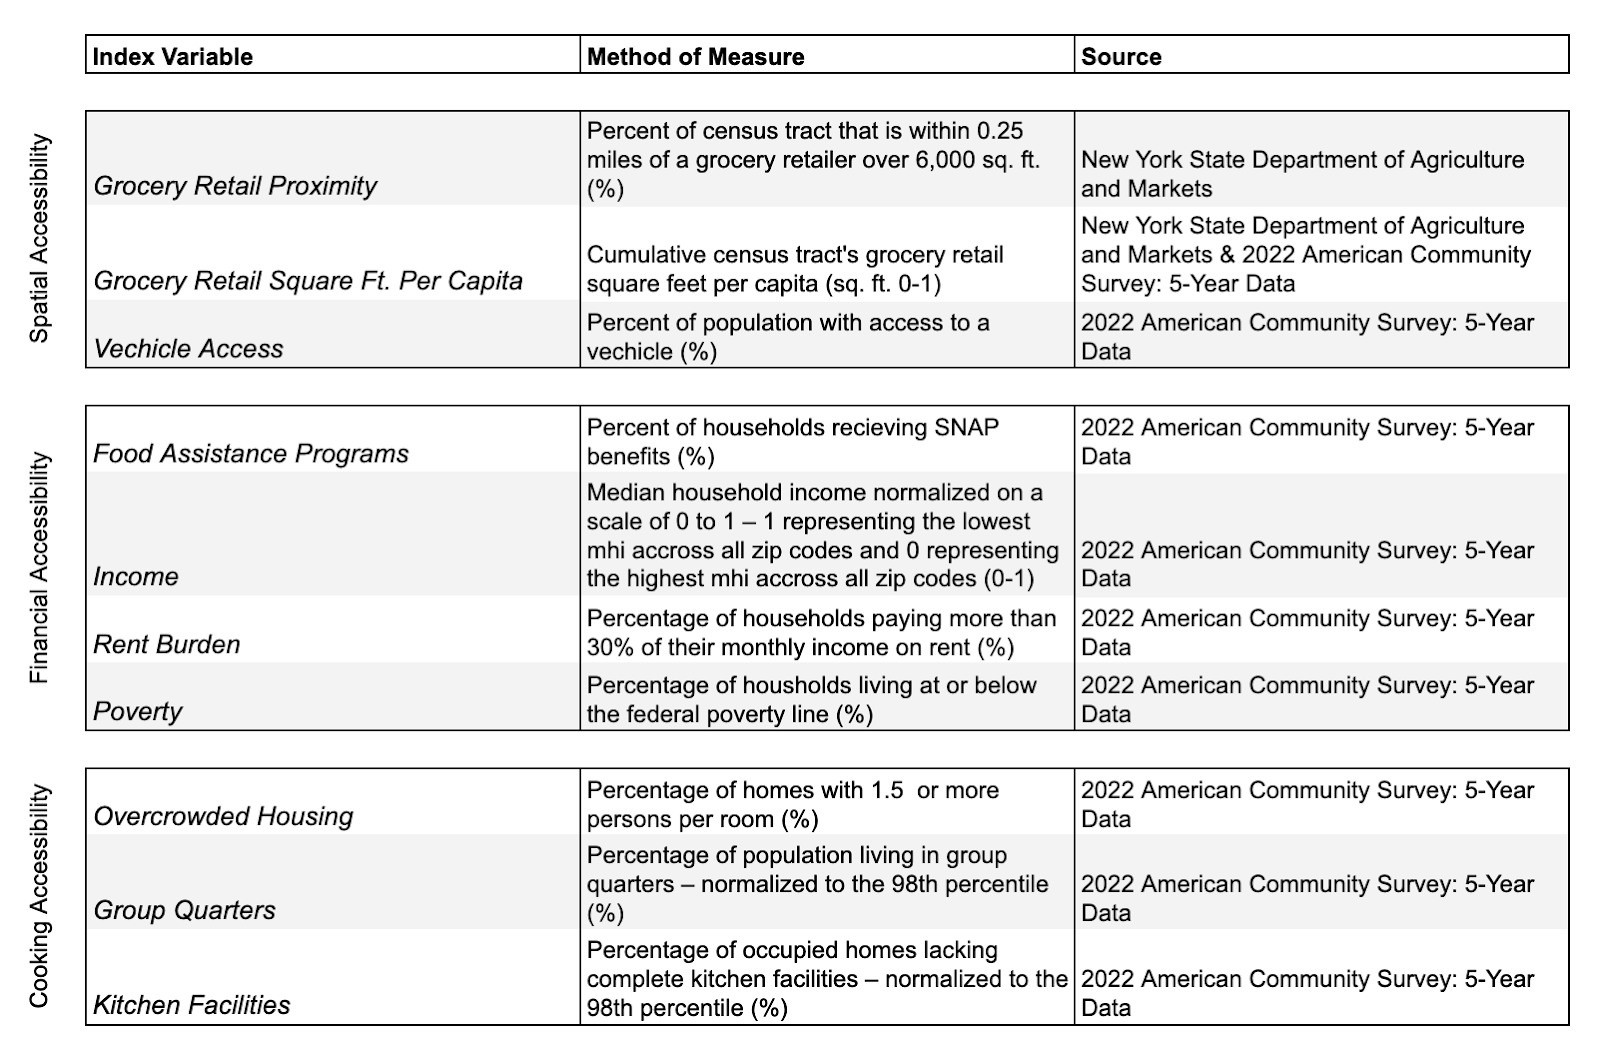 Index Variable
Method of Measure
Source
Spatial Accessibility
Grocery Retail Proximity
Percent of census tract that is within 0.25
miles of a grocery retailer over 6,000 sq. ft.
(%)
New York State Department of Agriculture
and Markets
Grocery Retail Square Ft. Per Capita
Cumulative census tract's grocery retail
square feet per capita (sq. ft. 0-1)
New York State Department of Agriculture
and Markets & 2022 American Community
Survey: 5-Year Data
Vechicle Access
Percent of population with access to a
vechicle (%)
2022 American Community Survey: 5-Year
Data
Financial Accessibility
Food Assistance Programs
Percent of households recieving SNAP
benefits (%)
2022 American Community Survey: 5-Year
Data
Income
Median household income normalized on a
scale of 0 to 1 – 1 representing the lowest
mhi accross all zip codes and 0 representing
the highest mhi accross all zip codes (0-1)
2022 American Community Survey: 5-Year
Data
Rent Burden
Percentage of households paying more than
30% of their monthly income on rent (%)
2022 American Community Survey: 5-Year
Data
Poverty
Percentage of housholds living at or below
the federal poverty line (%)
2022 American Community Survey: 5-Year
Data
Cooking Accessibility
Overcrowded Housing
Percentage of homes with 1.5  or more
persons per room (%)
2022 American Community Survey: 5-Year
Data
Group Quarters
Percentage of population living in group
quarters – normalized to the 98th percentile
(%)
2022 American Community Survey: 5-Year
Data
Kitchen Facilities
Percentage of occupied homes lacking
complete kitchen facilities – normalized to the
98th percentile (%)
2022 American Community Survey: 5-Year
Data